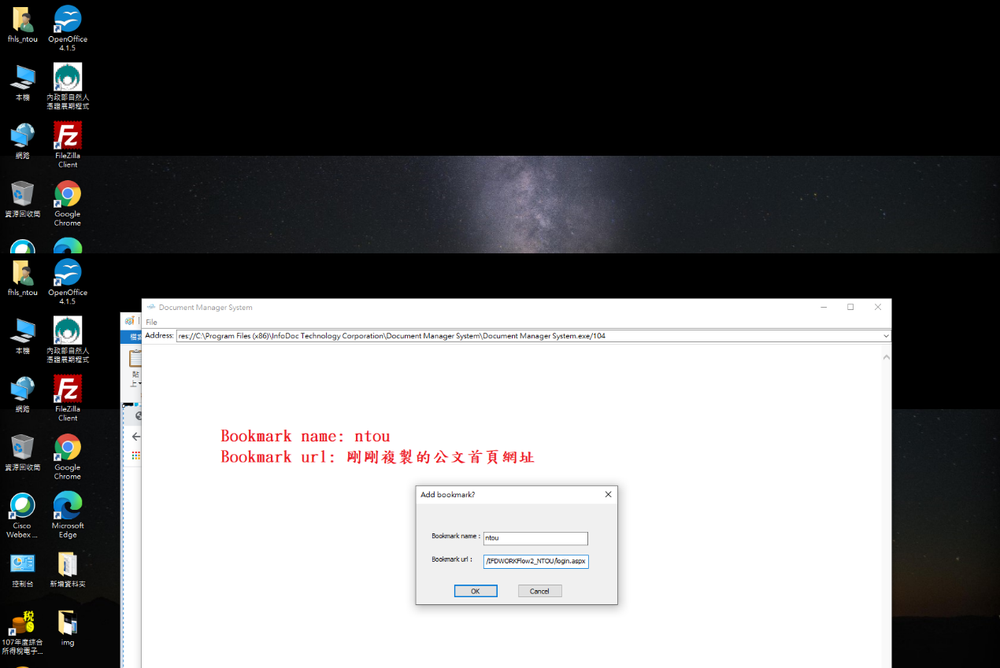 fhls_ntou
OpenOffice
4.1.5
本機
內政部自然人
憑證展期程式
網路
FileZilla
Client
資源回收筒
Google
Chrome
fhls_ntou
OpenOffice
4.1.5
本機
內政部自然人
憑證展期程式
網路
FileZilla
Client
資源回收筒
Google
Chrome
Cisco
Webex ...
Microsoft
Edge
控制台
新增資料夾
107年度綜合
所得稅電子...
img
Document Manager System
File
Address:
res://C:\Program Files (x86)\InfoDoc Technology Corporation\Document Manager System\Document Manager System.exe/104
貼
上
Bookmark name: ntou
Bookmark url: 剛剛複製的公文首頁網址
Add bookmark?
Bookmark name :
ntou
Bookmark url :
/IFDWORKFlow2_NTOU/login.aspx
OK
Cancel